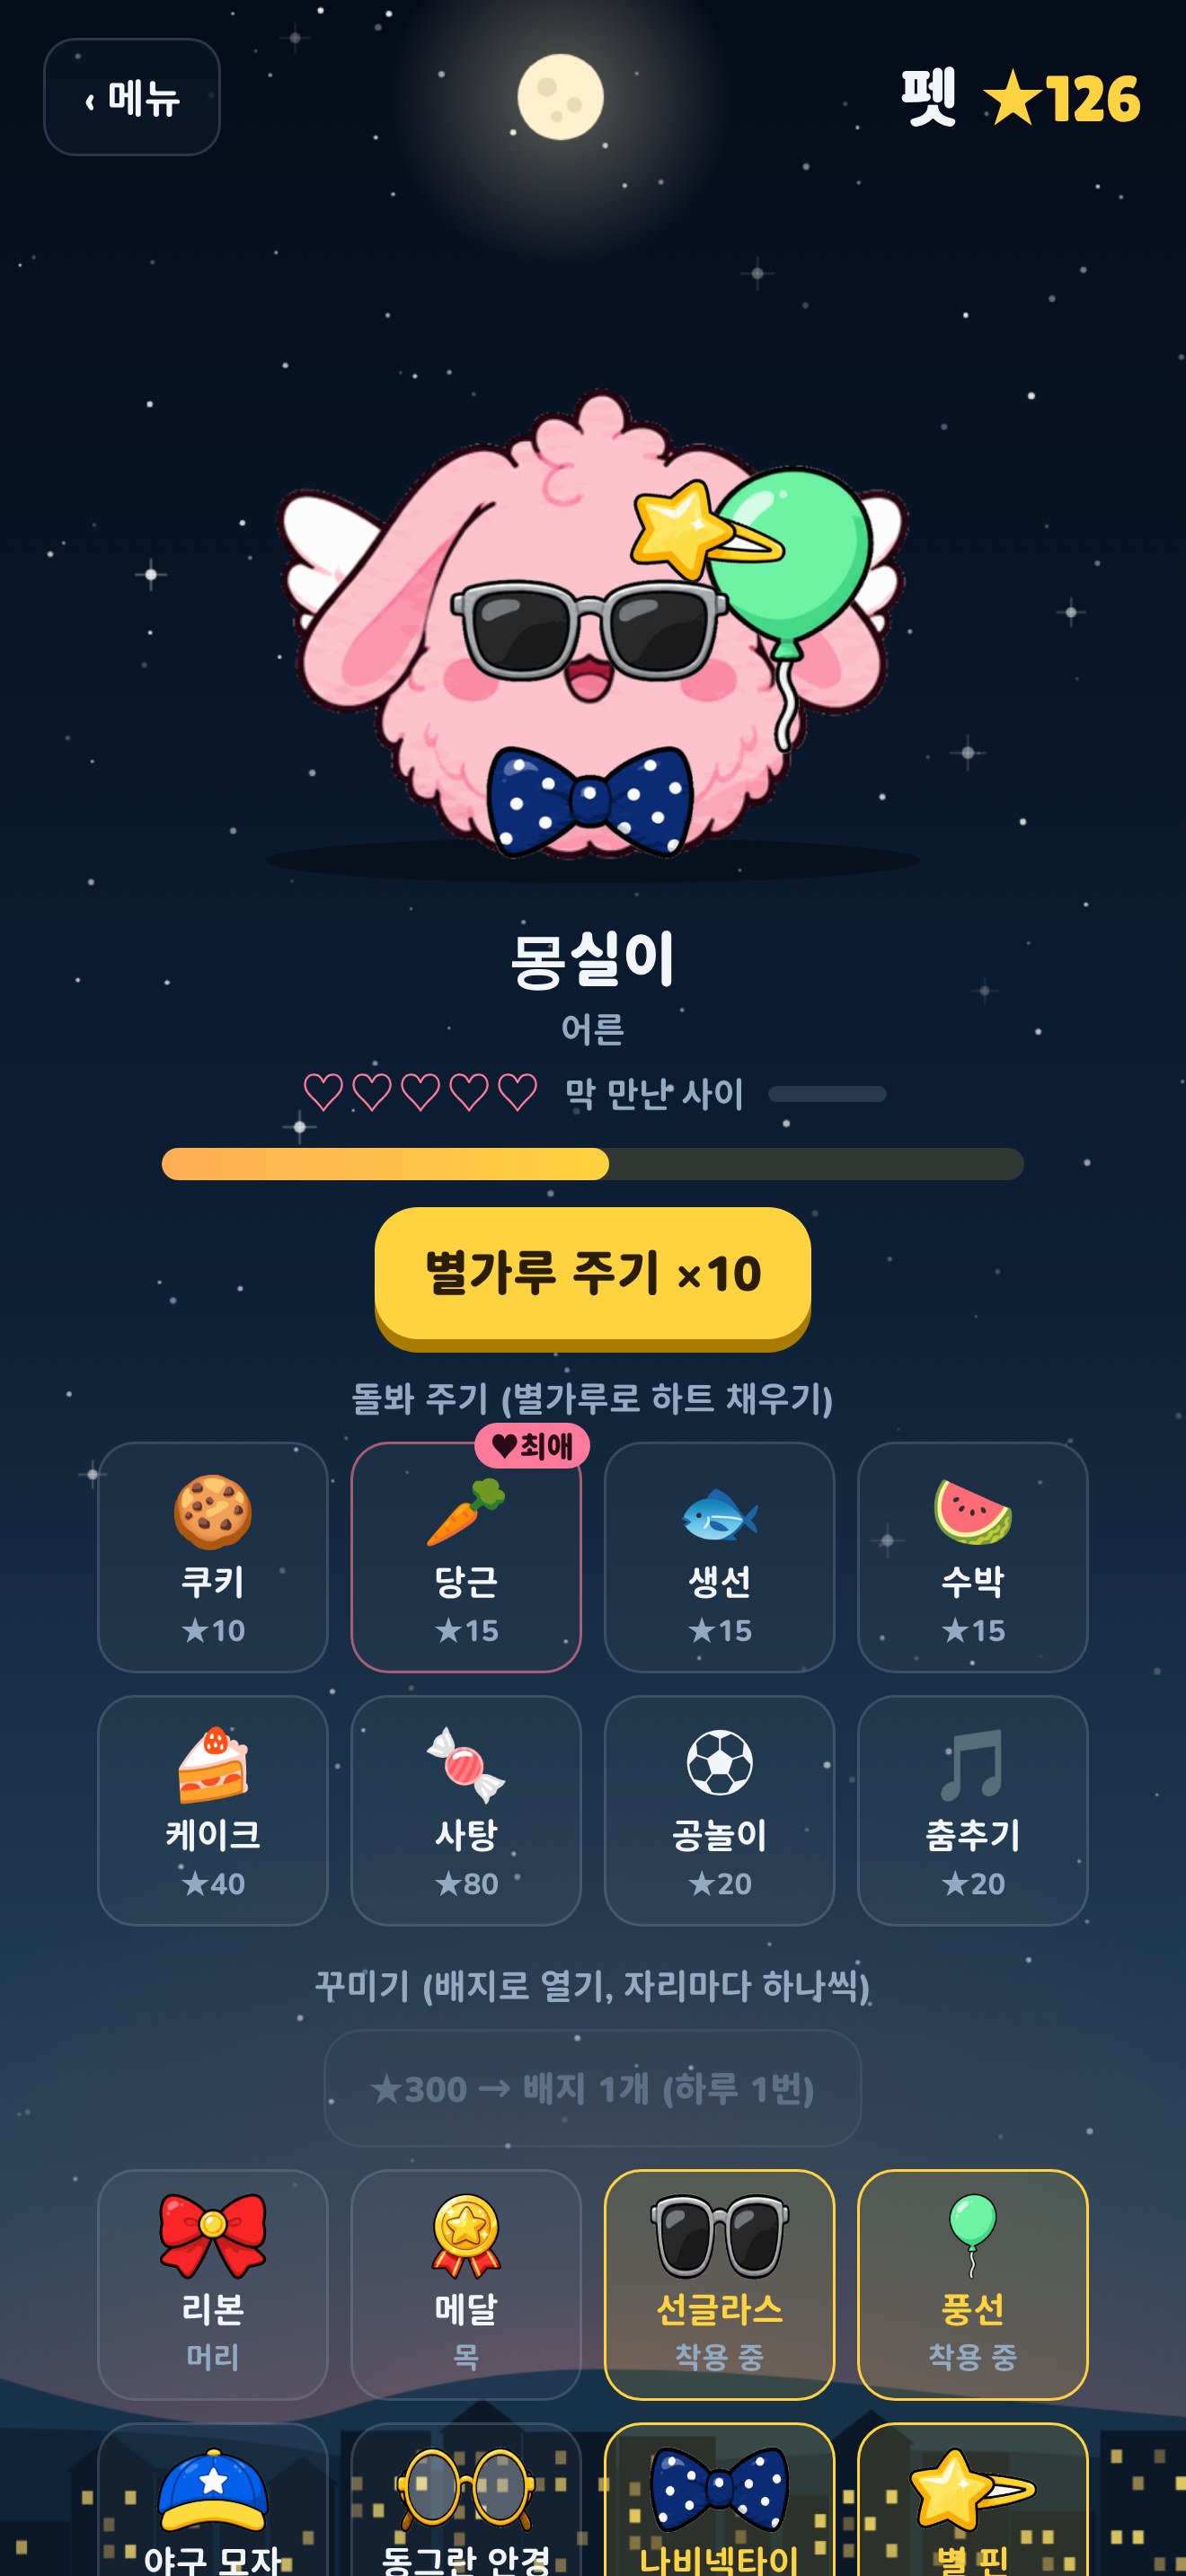 ‹ 메뉴
펫 ★126
몽실이
어른
♡♡♡♡♡ 막 만난 사이
별가루 주기 ×10
돌봐 주기 (별가루로 하트 채우기)
♥최애
쿠키 당근 생선 수박
★10 ★15 ★15 ★15
케이크 사탕 공놀이 춤추기
★40 ★80 ★20 ★20
꾸미기 (배지로 열기, 자리마다 하나씩)
★300 → 배지 1개 (하루 1번)
리본 메달 선글라스 풍선
머리 목 착용 중 착용 중
야구 모자 동그란 안경 나비넥타이 별 핀